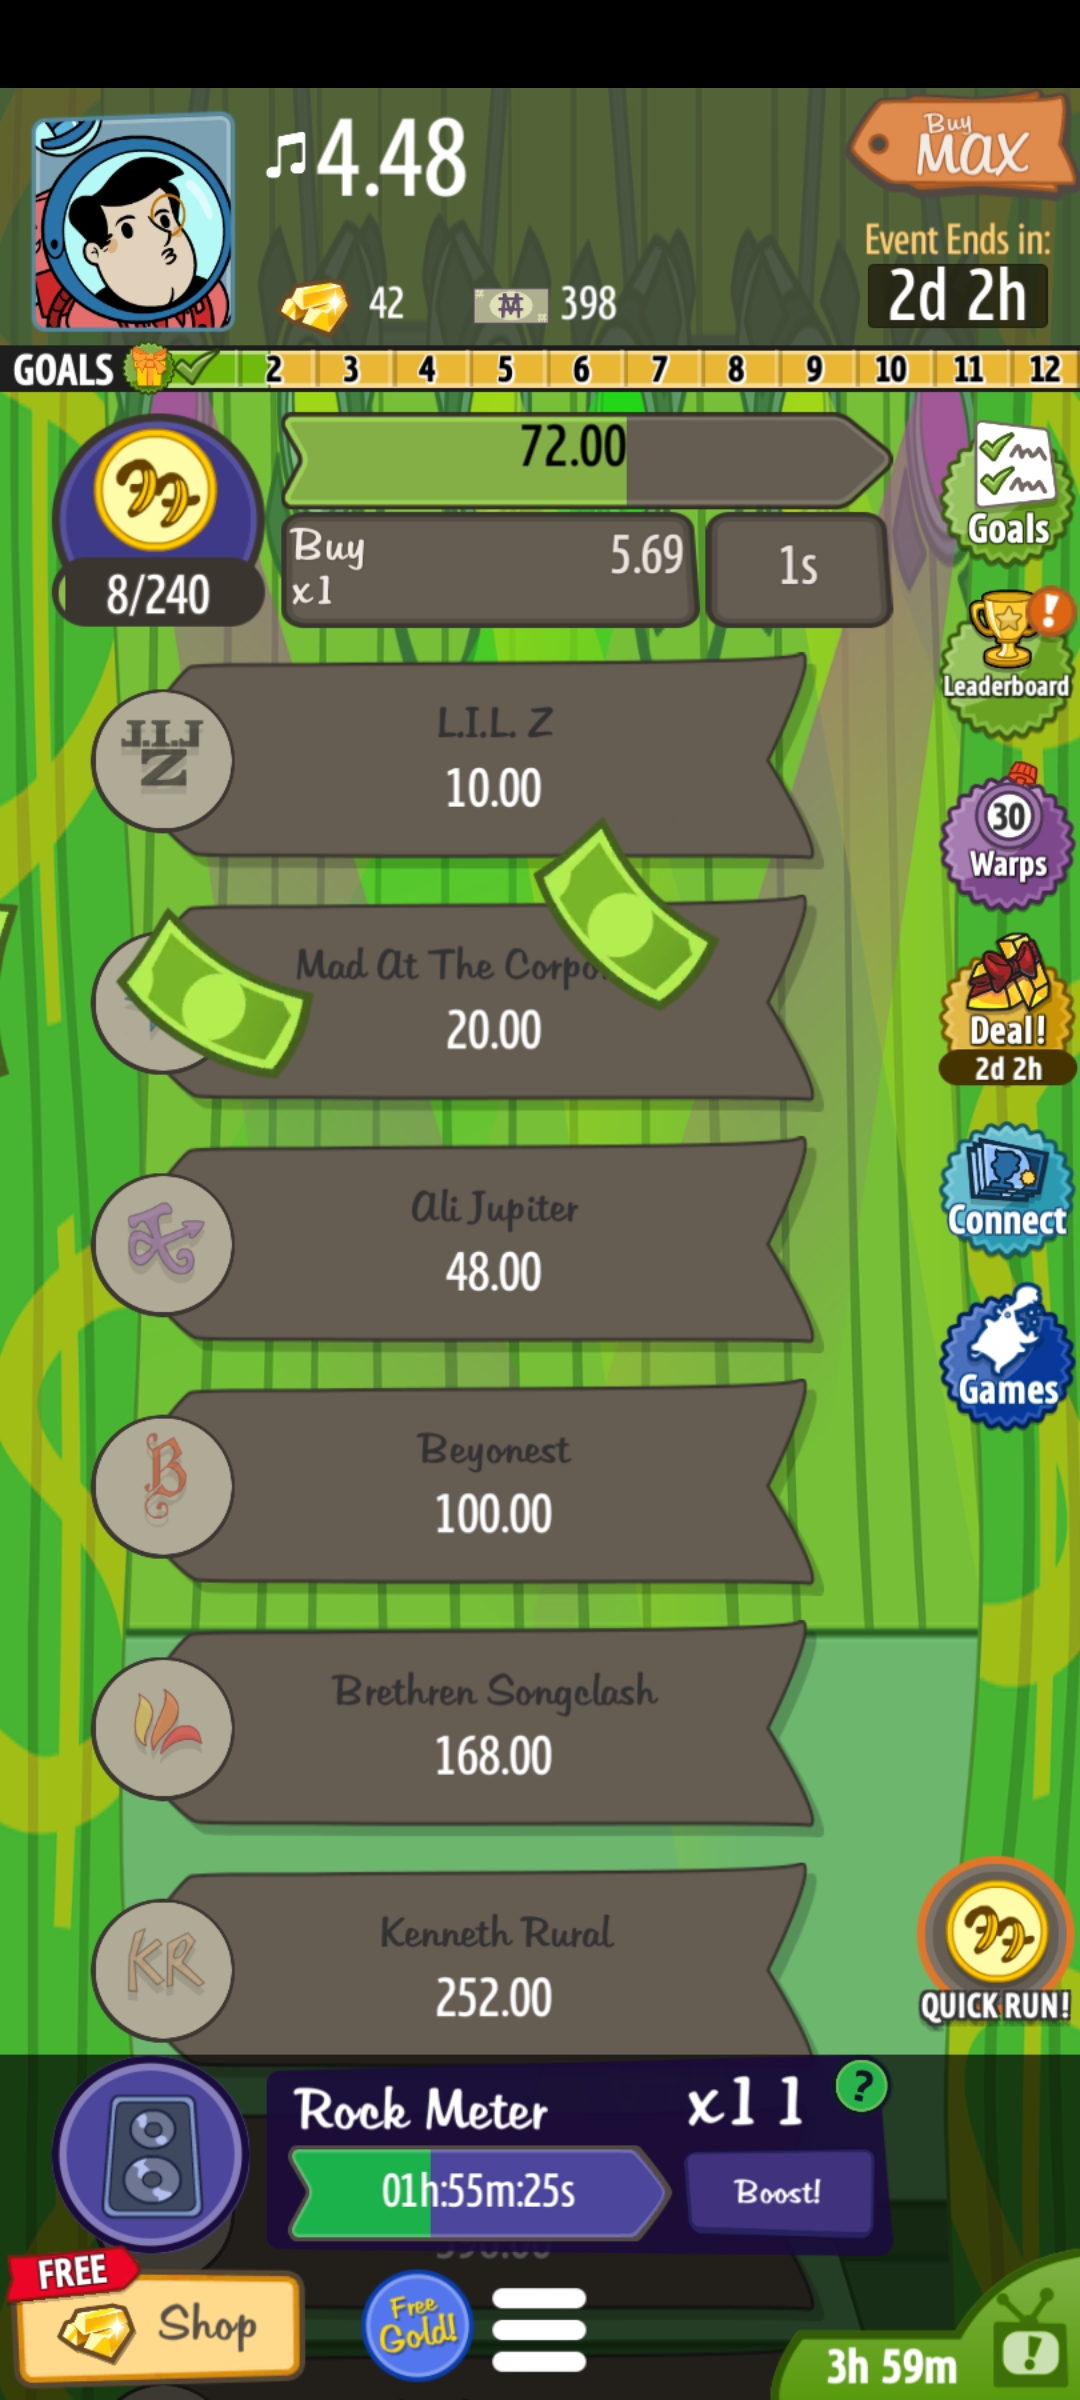 4.48
Buy
Max
42
398
Event Ends in:
2d 2h
GOALS
2 3 4 5 6 7 8 9 10 11 12
72.00
8/240
Buy
x1
5.69
1s
Goals
Leaderboard
!
L.I.L. Z
10.00
L.I.L
Z
30
Warps
Mad At The Corpo
20.00
Deal!
2d 2h
Ali Jupiter
48.00
Connect
Beyonest
100.00
B
Games
Brethren Songclash
168.00
Kenneth Rural
252.00
KR
QUICK RUN!
Rock Meter
x11
?
01h:55m:25s
Boost!
FREE
Shop
Free
Gold!
3h 59m
!